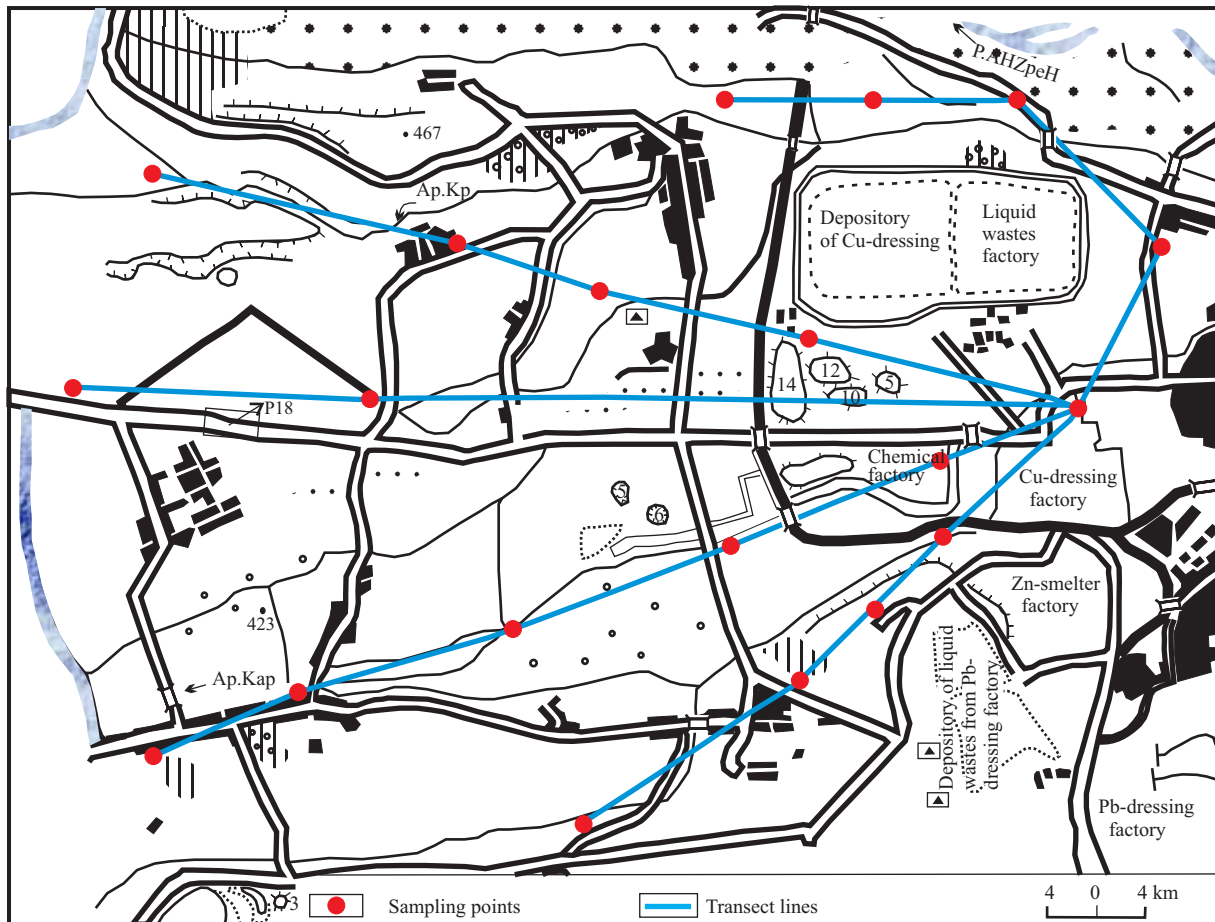 P.AHZpeH
467
Ap.Kp
Depository
of Cu-dressing
Liquid
wastes
factory
14
12
10
5
P18
Chemical
factory
Cu-dressing
factory
5
6
Zn-smelter
factory
423
Ap.Kap
Depository of liquid
wastes from Pb-
dressing factory
Pb-dressing
factory
3
Sampling points
Transect lines
4 0 4 km